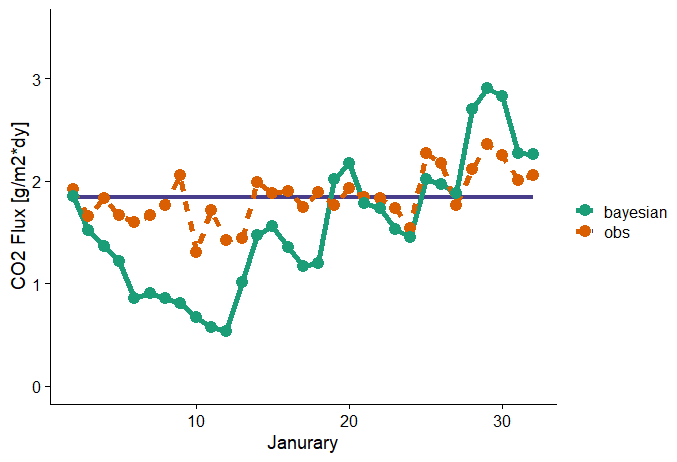 CO2 Flux [g/m2*dy]
3
2
1
0
10 20 30
Janurary
bayesian
obs